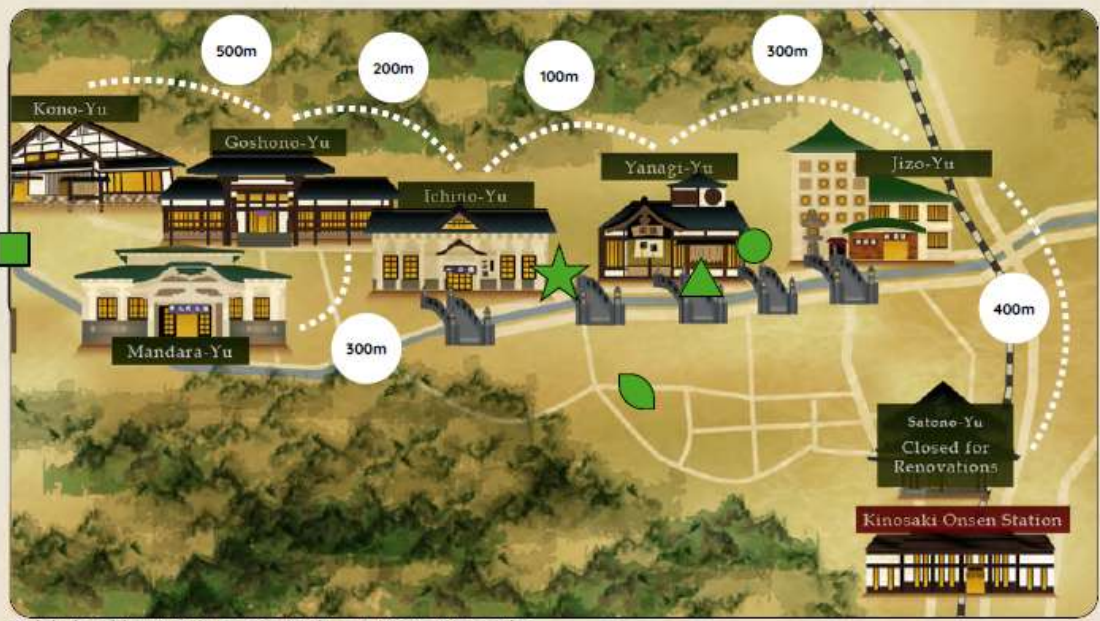 500m
200m
100m
300m
Kono-Yu
Goshono-Yu
Ichino-Yu
Yanagi-Yu
Jizo-Yu
Mandara-Yu
300m
400m
Satono-Yu
Closed for
Renovations
Kinosaki Onsen Station